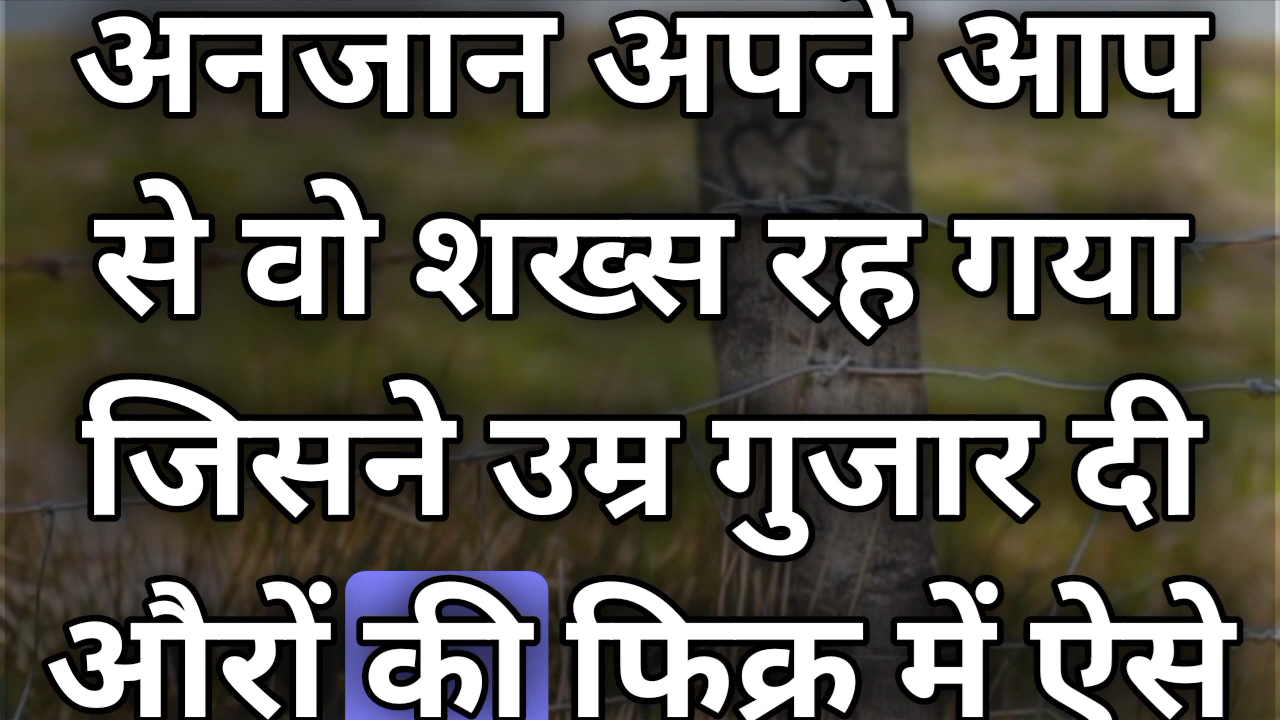 अनजान अपने आप
से वो शख्स रह गया
जिसने उम्र गुजार दी
औरों की फिक्र में ऐसे